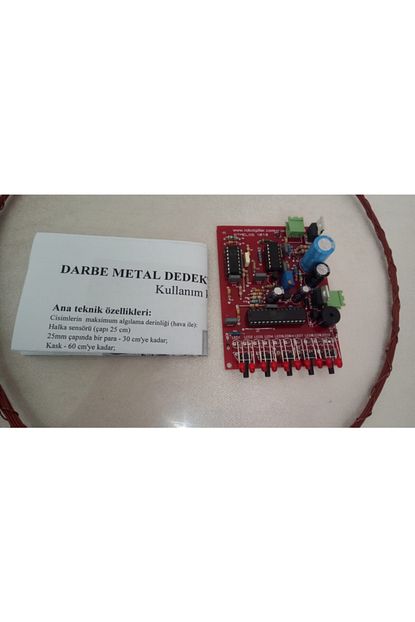 DARBE METAL DEDEK
Kullanım
Ana teknik özellikleri:
Cisimlerin maksimum algılama derinliği (hava ile):
Halka sensörü (çapı 25 cm)
25mm çapında bir para - 30 cm'ye kadar;
Kask - 60 cm'ye kadar;